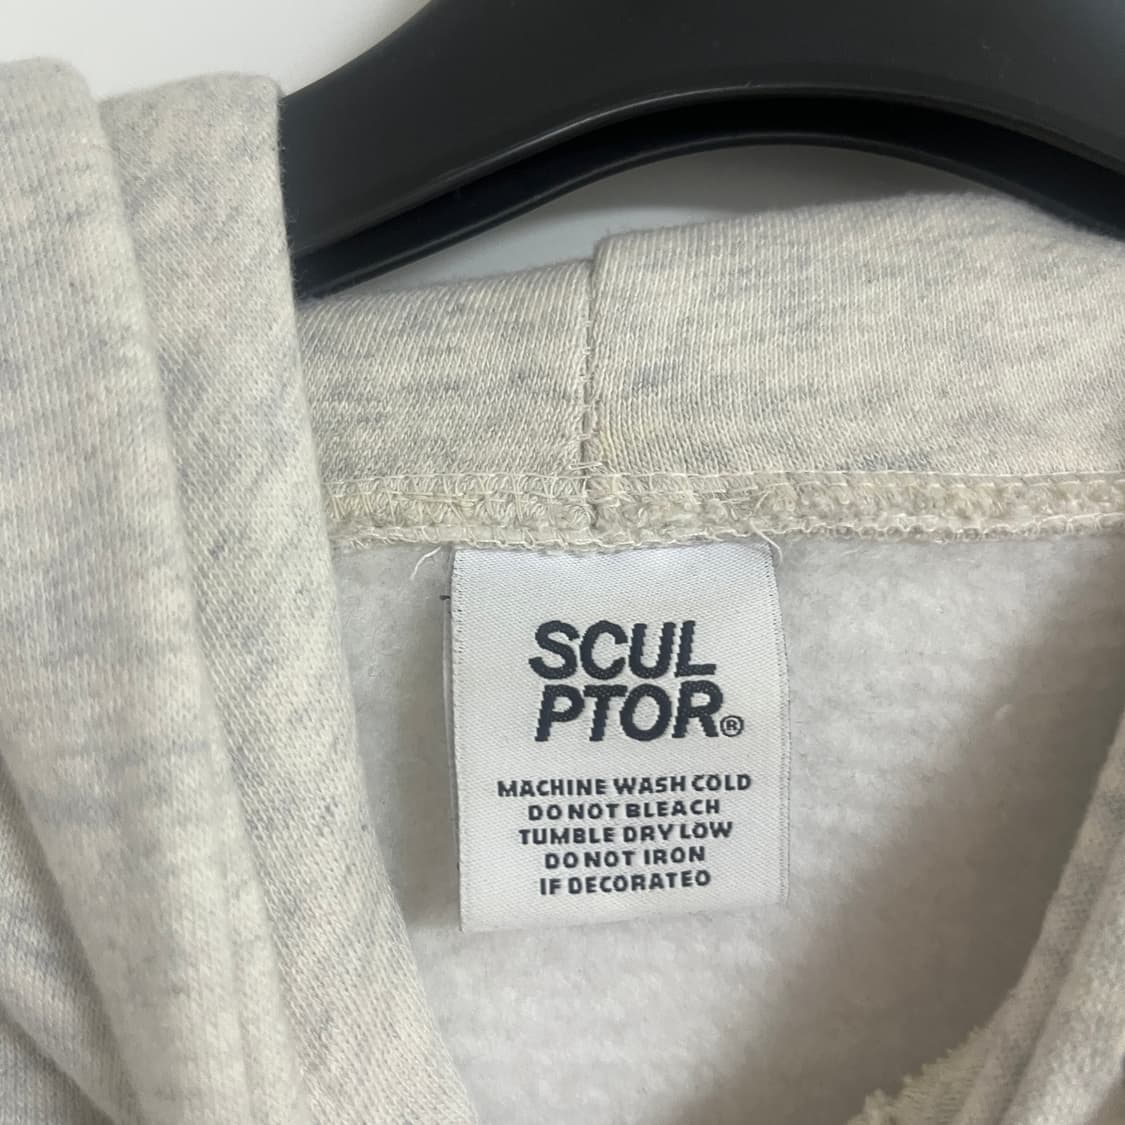 SCUL
PTOR®
MACHINE WASH COLD
DO NOT BLEACH
TUMBLE DRY LOW
DO NOT IRON
IF DECORATED